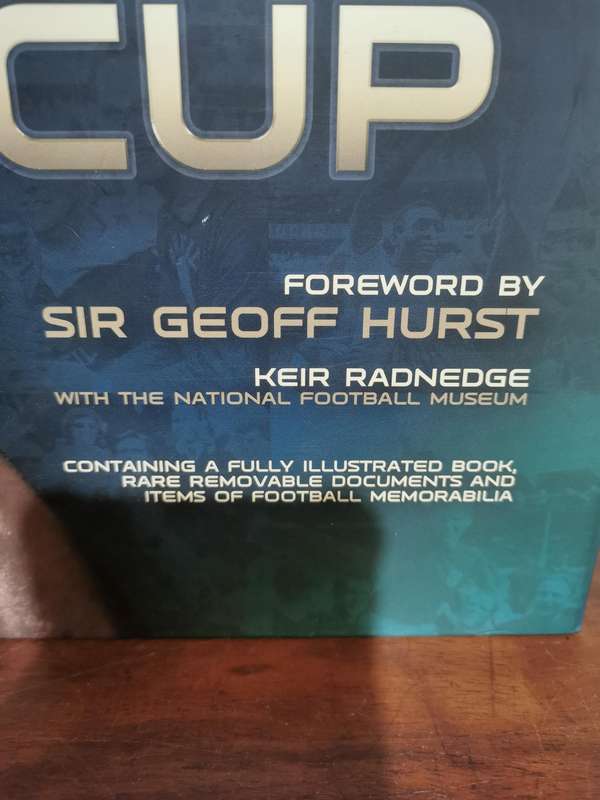 CUP
FOREWORD BY
SIR GEOFF HURST
KEIR RADNEDGE
WITH THE NATIONAL FOOTBALL MUSEUM
CONTAINING A FULLY ILLUSTRATED BOOK,
RARE REMOVABLE DOCUMENTS AND
ITEMS OF FOOTBALL MEMORABILIA